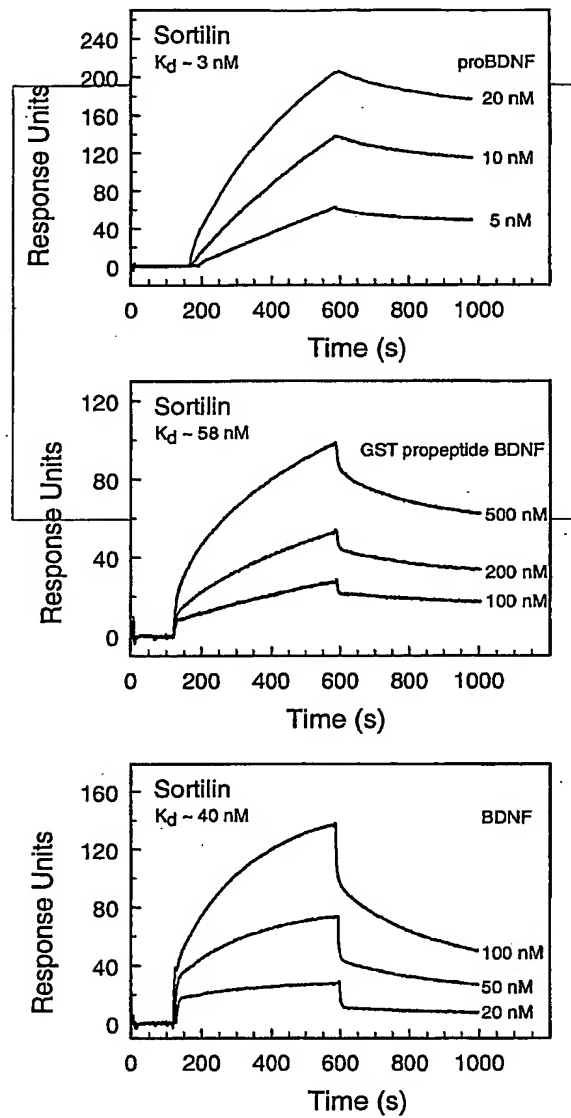 Sortilin
Kd ~ 3 nM
proBDNF
240
200
160
120
80
40
0
20 nM
10 nM
5 nM
Response Units
0 200 400 600 800 1000
Time (s)
Sortilin
Kd ~ 58 nM
GST propeptide BDNF
120
80
40
0
500 nM
200 nM
100 nM
Response Units
0 200 400 600 800 1000
Time (s)
Sortilin
Kd ~ 40 nM
BDNF
160
120
80
40
0
100 nM
50 nM
20 nM
Response Units
0 200 400 600 800 1000
Time (s)